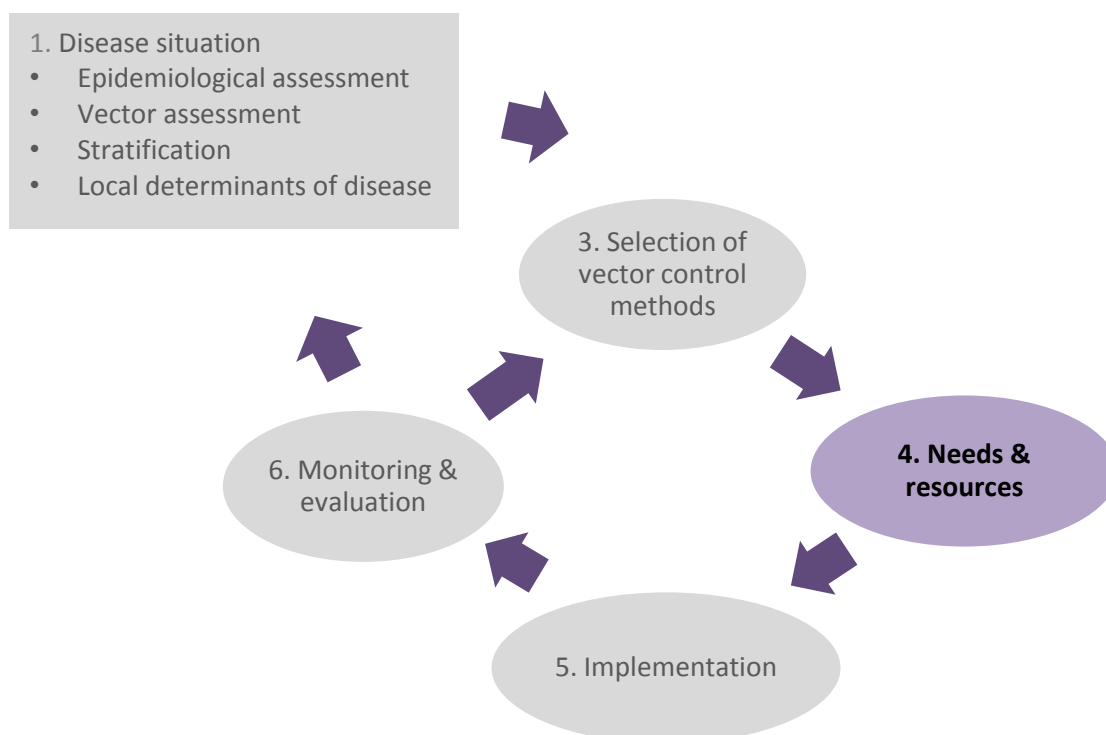 1. Disease situation
• Epidemiological assessment
• Vector assessment
• Stratification
• Local determinants of disease
3. Selection of
vector control
methods
4. Needs &
resources
6. Monitoring &
evaluation
5. Implementation